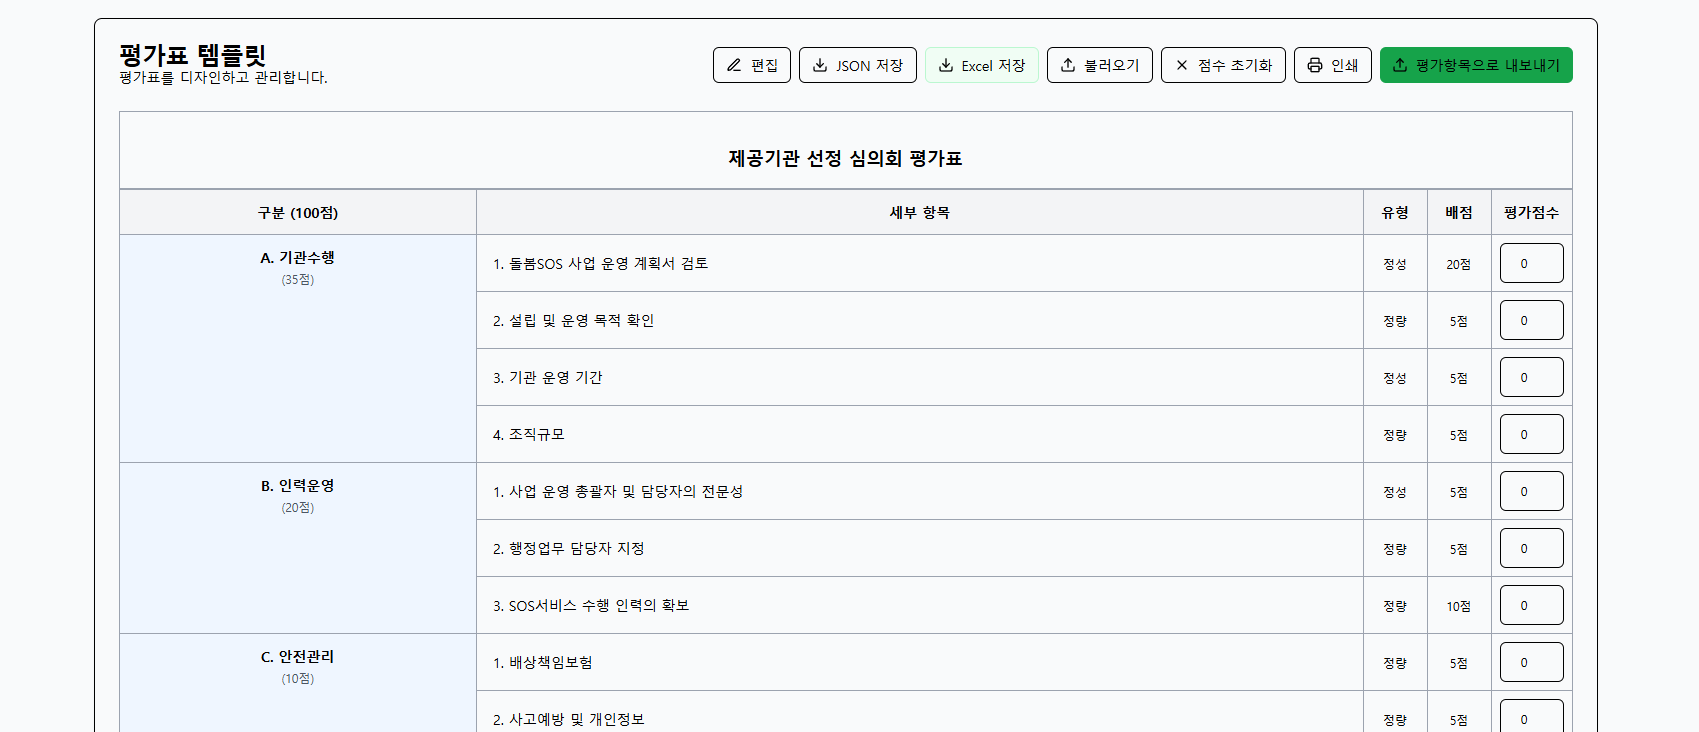 평가표 템플릿
평가표를 디자인하고 관리합니다.
편집 JSON 저장 Excel 저장 불러오기 점수 초기화 인쇄 평가항목으로 내보내기
제공기관 선정 심의회 평가표
구분 (100점) 세부 항목 유형 배점 평가점수
A. 기관수행
(35점)
1. 돌봄SOS 사업 운영 계획서 검토 정성 20점 0
2. 설립 및 운영 목적 확인 정량 5점 0
3. 기관 운영 기간 정성 5점 0
4. 조직규모 정량 5점 0
B. 인력운영
(20점)
1. 사업 운영 총괄자 및 담당자의 전문성 정성 5점 0
2. 행정업무 담당자 지정 정량 5점 0
3. SOS서비스 수행 인력의 확보 정량 10점 0
C. 안전관리
(10점)
1. 배상책임보험 정량 5점 0
2. 사고예방 및 개인정보 정량 5점 0